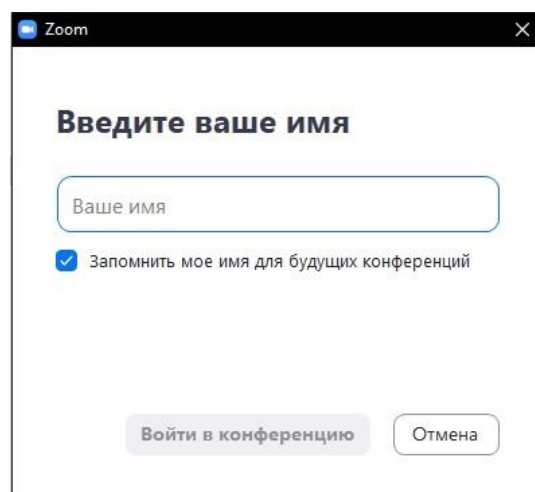 Zoom
Введите ваше имя
Ваше имя
Запомнить мое имя для будущих конференций
Войти в конференцию Отмена